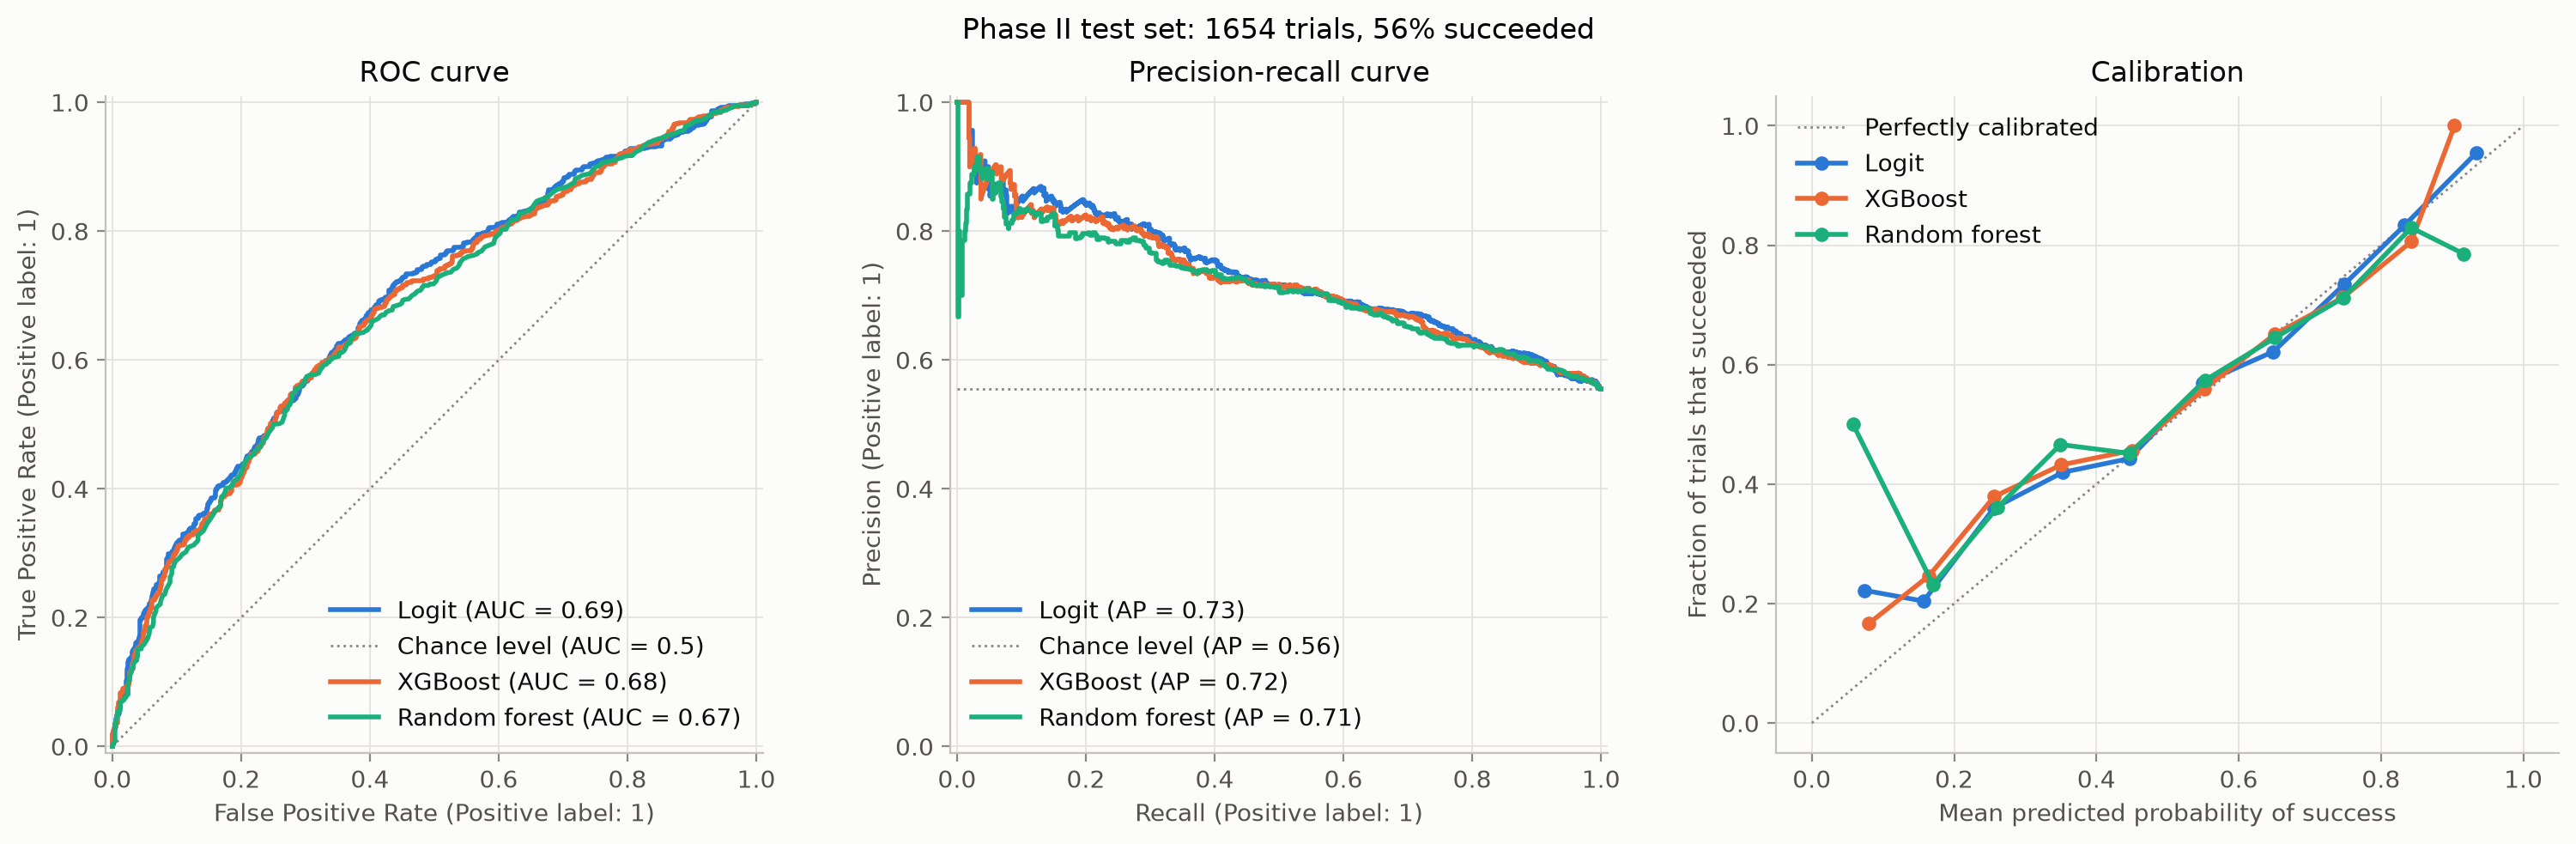 Phase II test set: 1654 trials, 56% succeeded
ROC curve
True Positive Rate (Positive label: 1)
1.0
0.8
0.6
0.4
0.2
0.0
Logit (AUC = 0.69)
Chance level (AUC = 0.5)
XGBoost (AUC = 0.68)
Random forest (AUC = 0.67)
0.0 0.2 0.4 0.6 0.8 1.0
False Positive Rate (Positive label: 1)
Precision-recall curve
Precision (Positive label: 1)
1.0
0.8
0.6
0.4
0.2
0.0
Logit (AP = 0.73)
Chance level (AP = 0.56)
XGBoost (AP = 0.72)
Random forest (AP = 0.71)
0.0 0.2 0.4 0.6 0.8 1.0
Recall (Positive label: 1)
Calibration
Fraction of trials that succeeded
1.0
0.8
0.6
0.4
0.2
0.0
Perfectly calibrated
Logit
XGBoost
Random forest
0.0 0.2 0.4 0.6 0.8 1.0
Mean predicted probability of success